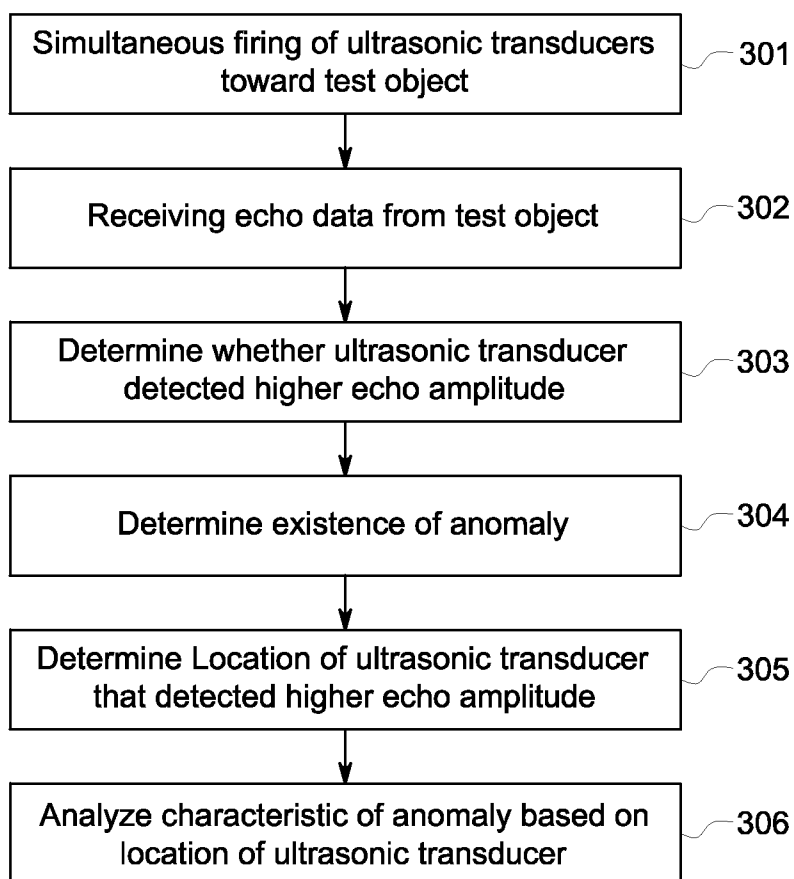 Simultaneous firing of ultrasonic transducers
toward test object
301
Receiving echo data from test object
302
Determine whether ultrasonic transducer
detected higher echo amplitude
303
Determine existence of anomaly
304
Determine Location of ultrasonic transducer
that detected higher echo amplitude
305
Analyze characteristic of anomaly based on
location of ultrasonic transducer
306